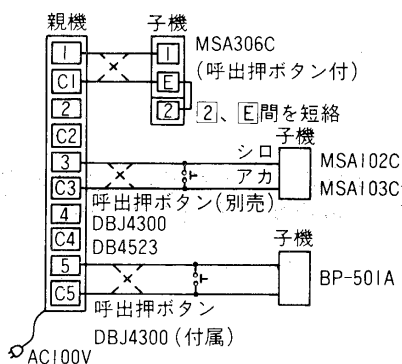 親機
子機
1
1
MSA306C
C1
E
(呼出押ボタン付)
2
2
2、E間を短絡
C2
子機
3
シロ
MSA102C
C3
アカ
MSA103C
呼出押ボタン(別売)
4
DBJ4300
C4
DB4523
子機
5
BP-501A
C5
呼出押ボタン
DBJ4300(付属)
AC100V